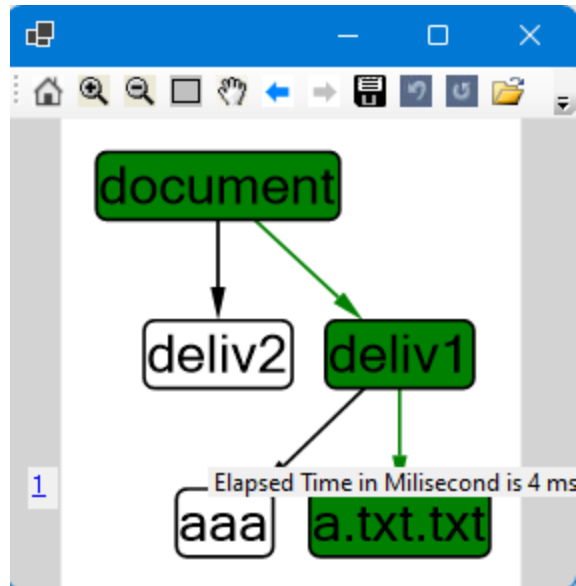 document
deliv2
deliv1
1
Elapsed Time in Milisecond is 4 ms
aaa
a.txt.txt